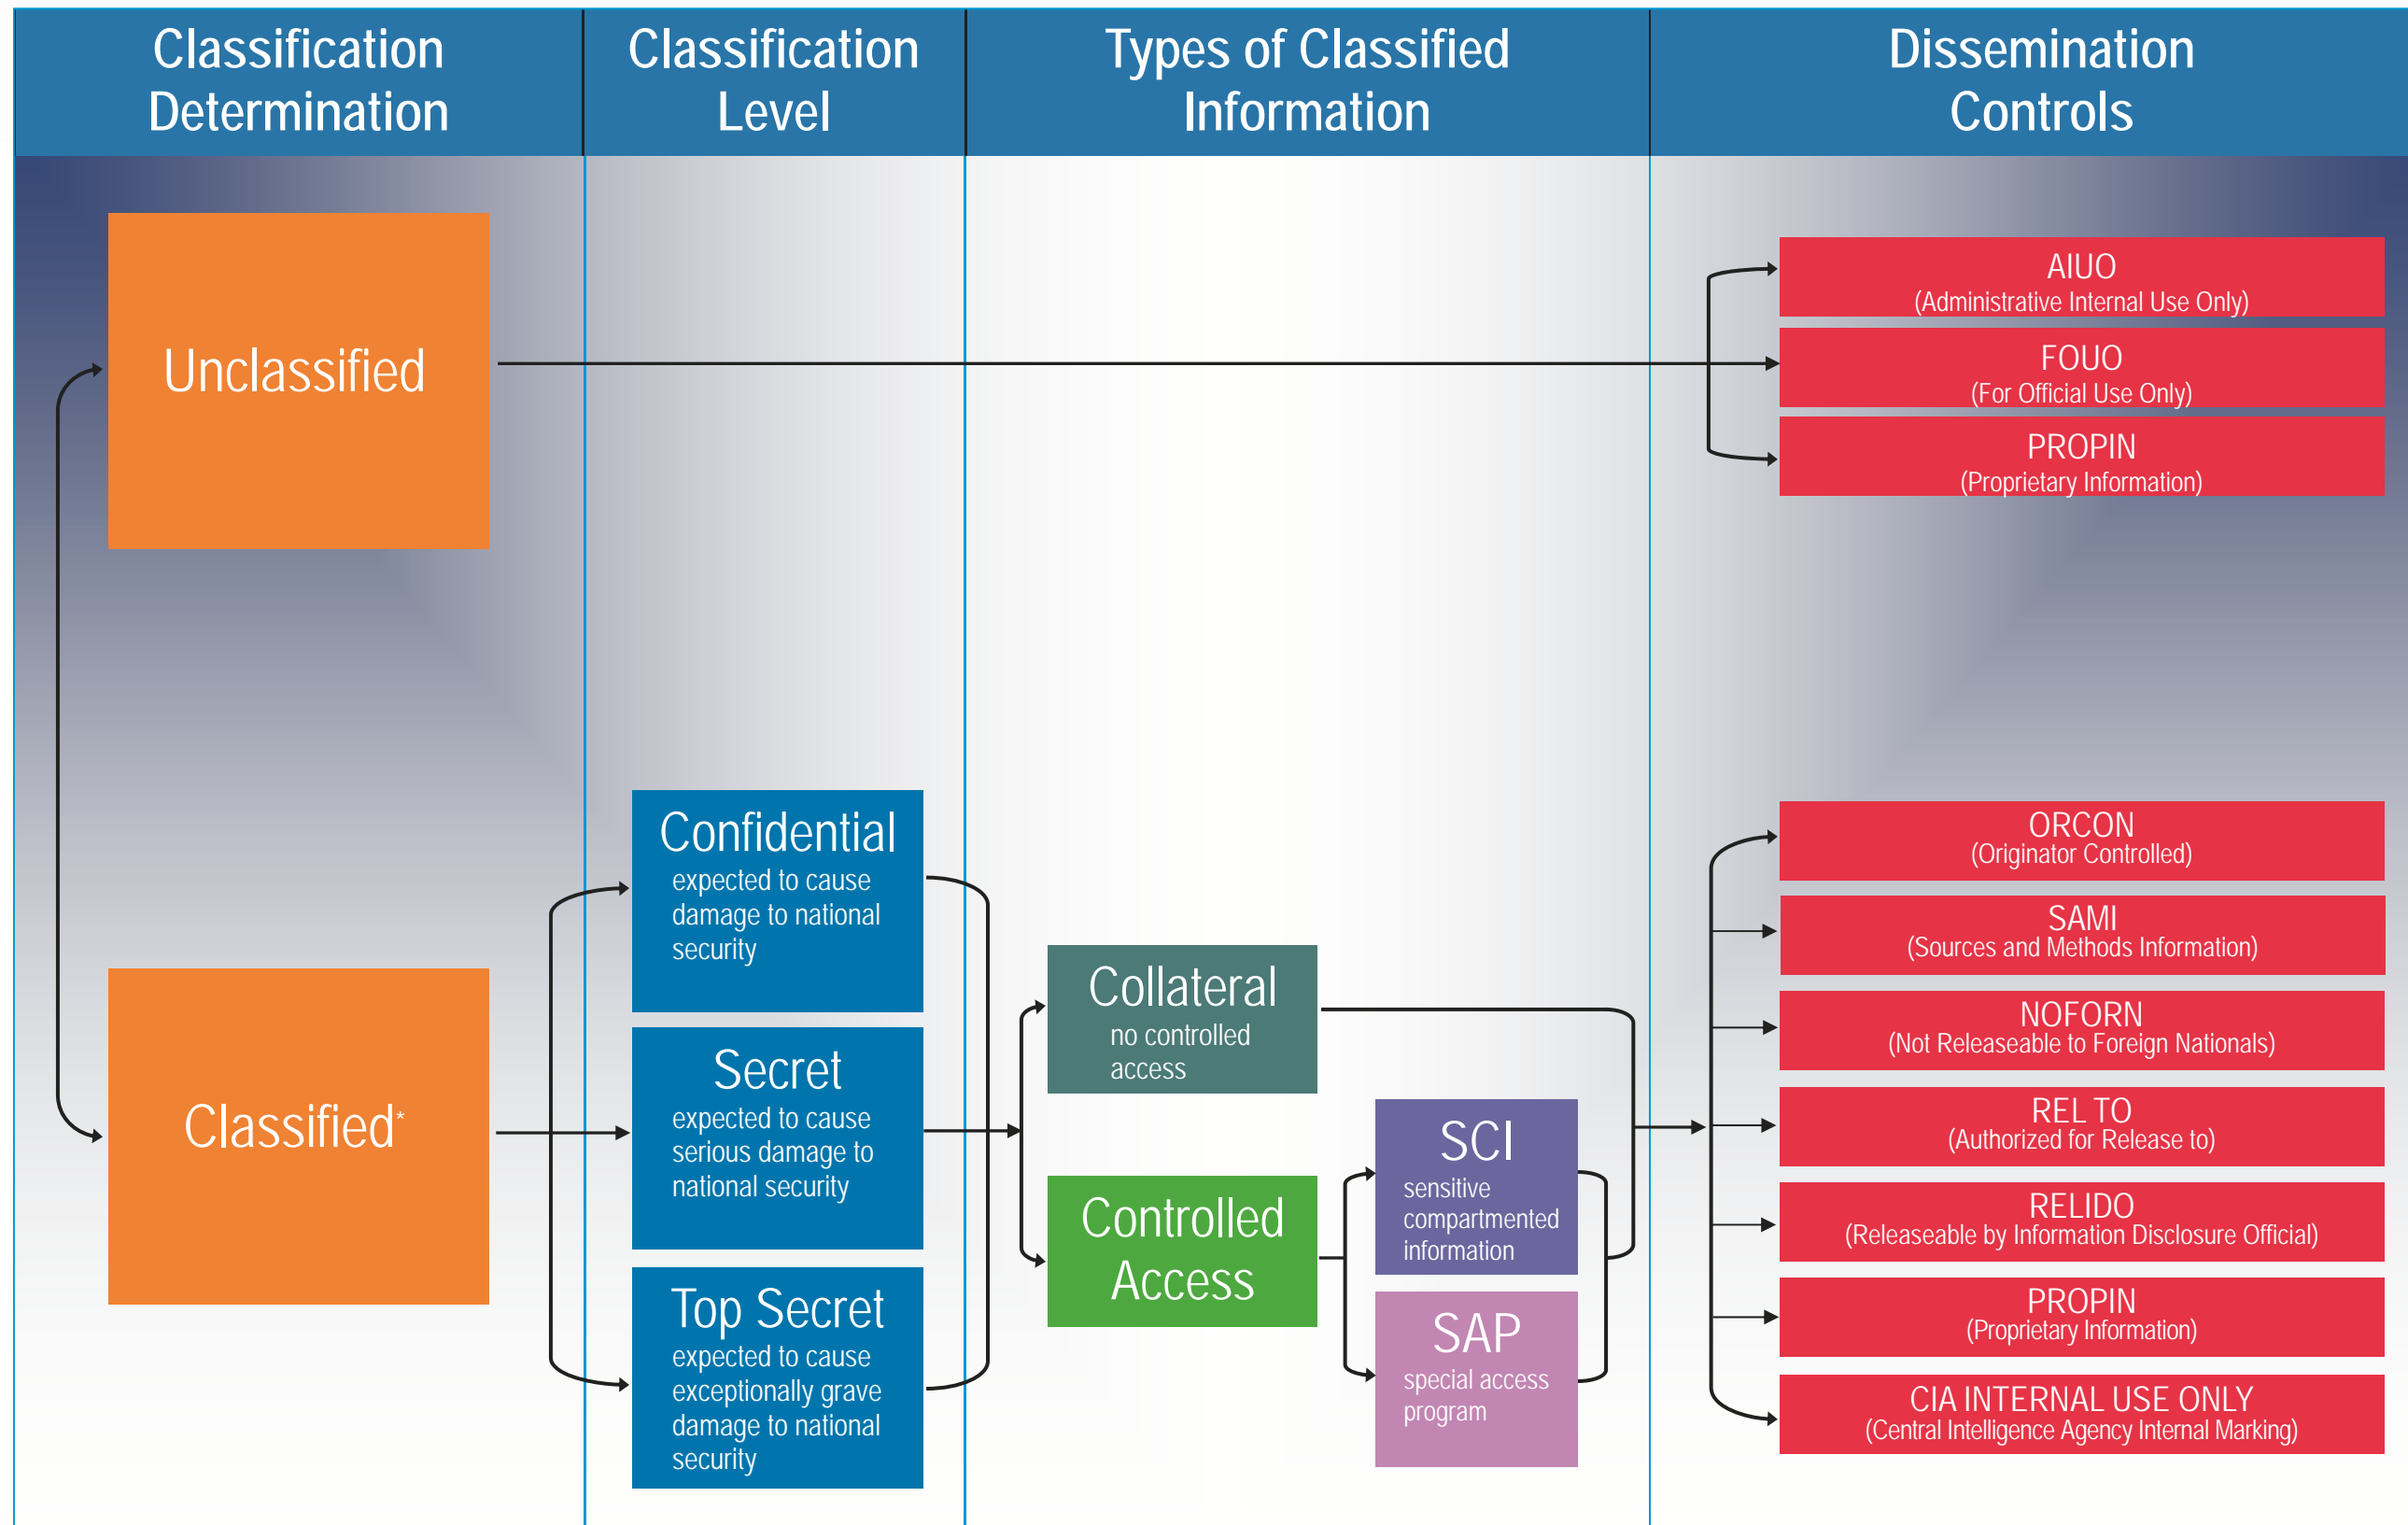 Classification
Determination
Classification
Level
Types of Classified
Information
Dissemination
Controls
Unclassified
AIUO
(Administrative Internal Use Only)
FOUO
(For Official Use Only)
PROPIN
(Proprietary Information)
Classified*
Confidential
expected to cause
damage to national
security
Secret
expected to cause
serious damage to
national security
Top Secret
expected to cause
exceptionally grave
damage to national
security
Collateral
no controlled
access
Controlled
Access
SCI
sensitive
compartmented
information
SAP
special access
program
ORCON
(Originator Controlled)
SAMI
(Sources and Methods Information)
NOFORN
(Not Releaseable to Foreign Nationals)
REL TO
(Authorized for Release to)
RELIDO
(Releaseable by Information Disclosure Official)
PROPIN
(Proprietary Information)
CIA INTERNAL USE ONLY
(Central Intelligence Agency Internal Marking)